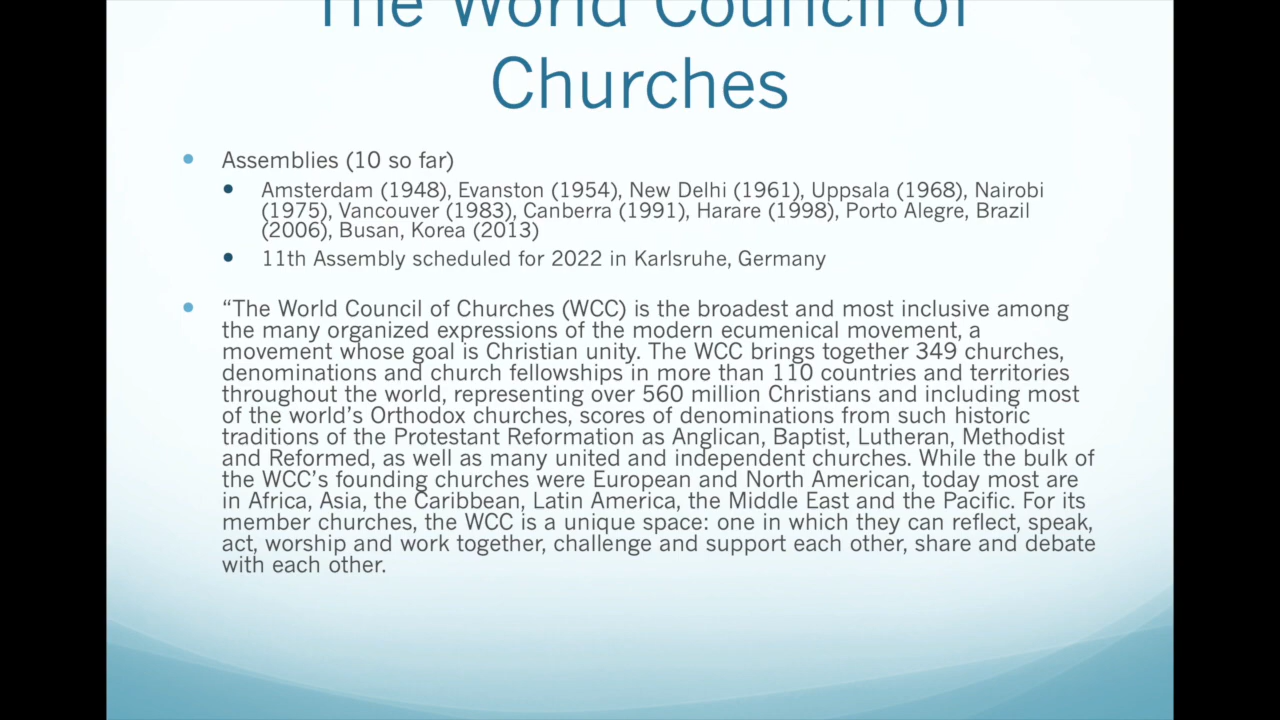 The World Council of
Churches
Assemblies (10 so far)
Amsterdam (1948), Evanston (1954), New Delhi (1961), Uppsala (1968), Nairobi
(1975), Vancouver (1983), Canberra (1991), Harare (1998), Porto Alegre, Brazil
(2006), Busan, Korea (2013)
11th Assembly scheduled for 2022 in Karlsruhe, Germany
“The World Council of Churches (WCC) is the broadest and most inclusive among
the many organized expressions of the modern ecumenical movement, a
movement whose goal is Christian unity. The WCC brings together 349 churches,
denominations and church fellowships in more than 110 countries and territories
throughout the world, representing over 560 million Christians and including most
of the world’s Orthodox churches, scores of denominations from such historic
traditions of the Protestant Reformation as Anglican, Baptist, Lutheran, Methodist
and Reformed, as well as many united and independent churches. While the bulk of
the WCC’s founding churches were European and North American, today most are
in Africa, Asia, the Caribbean, Latin America, the Middle East and the Pacific. For its
member churches, the WCC is a unique space: one in which they can reflect, speak,
act, worship and work together, challenge and support each other, share and debate
with each other.